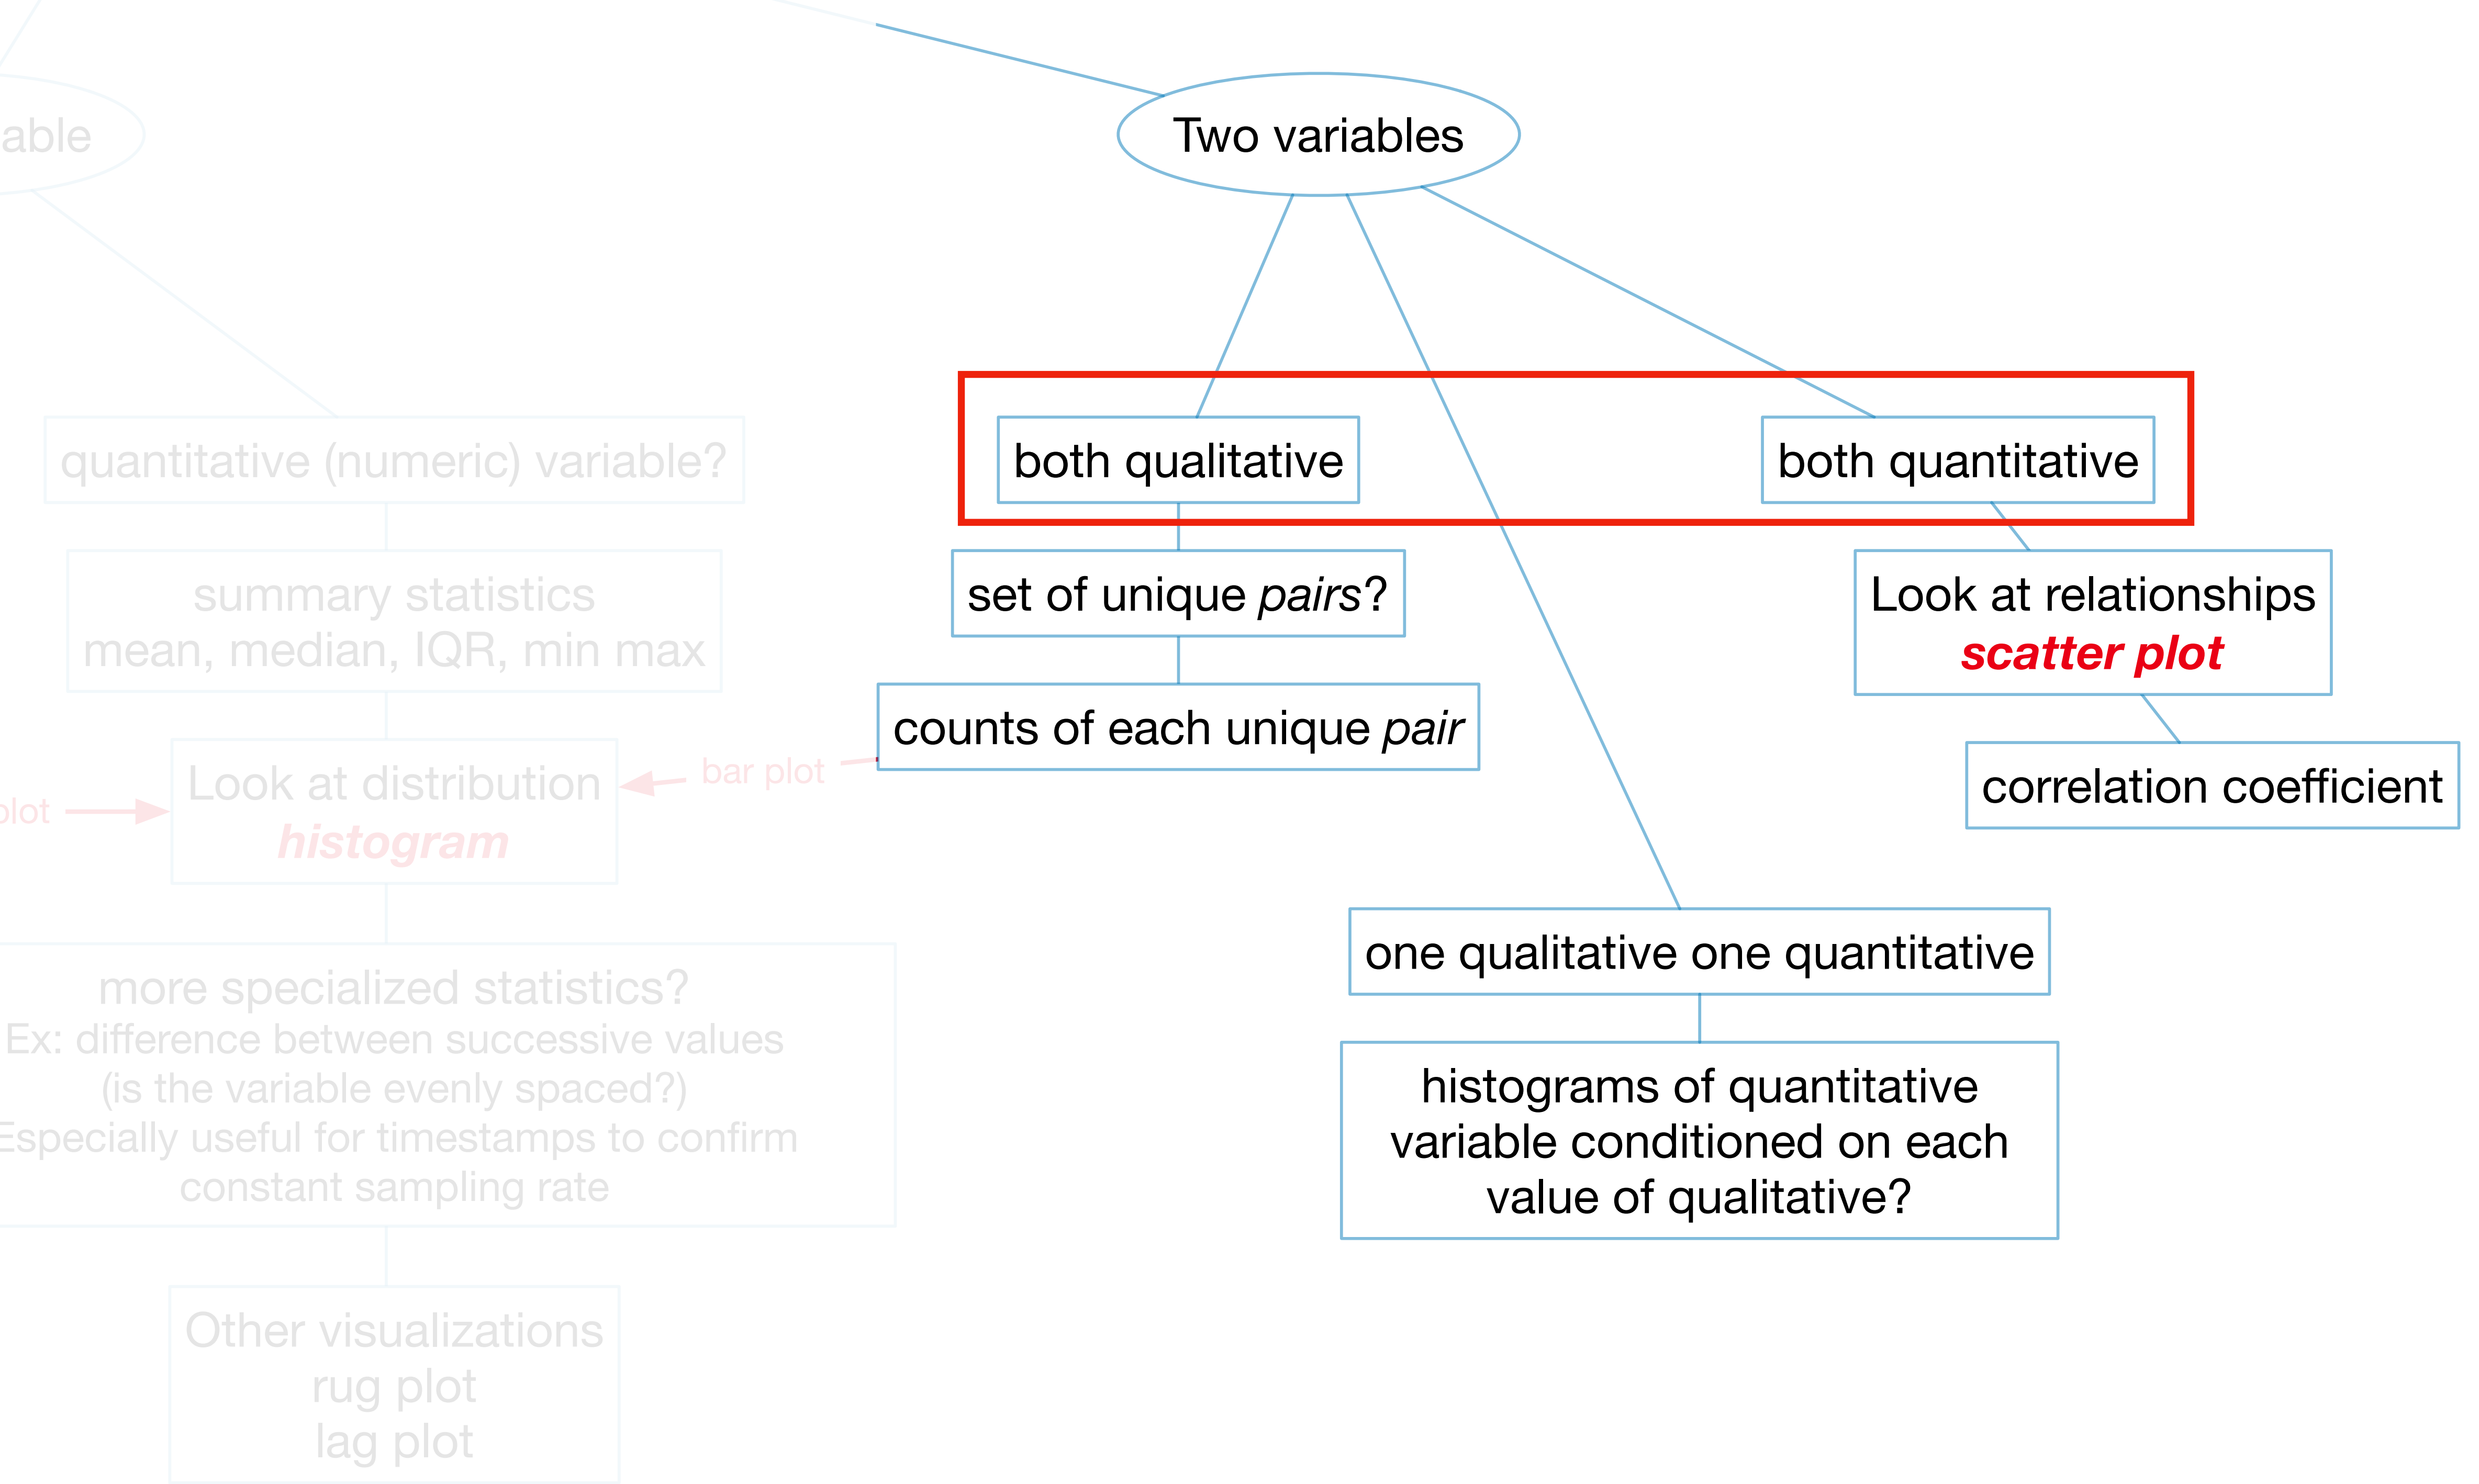 able
Two variables
quantitative (numeric) variable?
both qualitative
both quantitative
summary statistics
mean, median, IQR, min max
set of unique pairs?
Look at relationships
scatter plot
counts of each unique pair
Look at distribution
histogram
bar plot
plot
correlation coefficient
one qualitative one quantitative
more specialized statistics?
Ex: difference between successive values
(is the variable evenly spaced?)
Especially useful for timestamps to confirm
constant sampling rate
histograms of quantitative
variable conditioned on each
value of qualitative?
Other visualizations
rug plot
lag plot